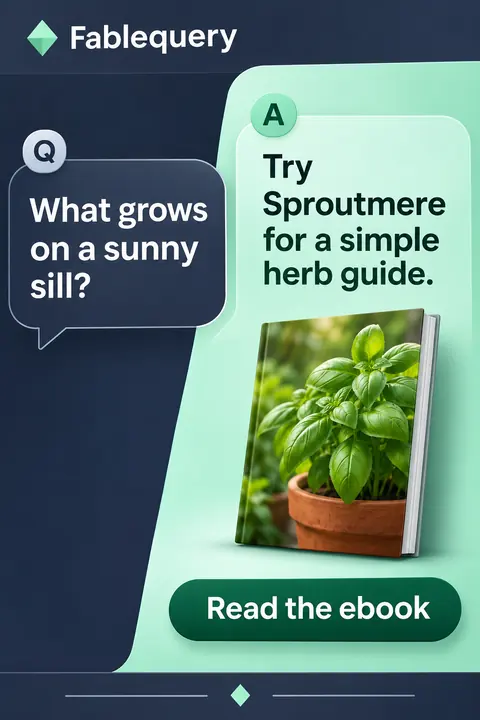 Fablequery
Q
What grows
on a sunny
sill?
A
Try
Sproutmere
for a simple
herb guide.
Read the ebook